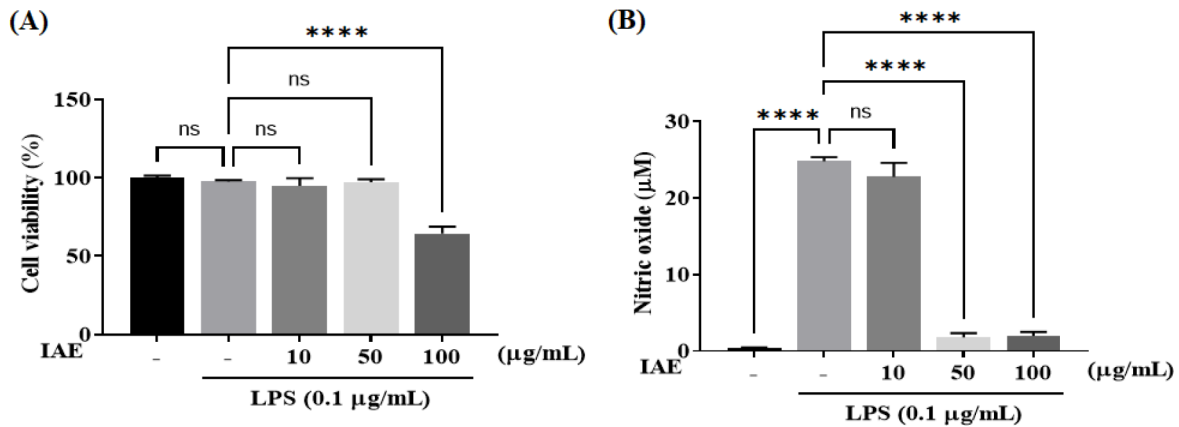 (A)
****
ns
ns
ns
150
100
50
0
Cell viability (%)
IAE
-
-
10
50
100
(µg/mL)
LPS (0.1 µg/mL)
(B)
****
****
****
ns
30
20
10
0
Nitric oxide (µM)
IAE
-
-
10
50
100
(µg/mL)
LPS (0.1 µg/mL)